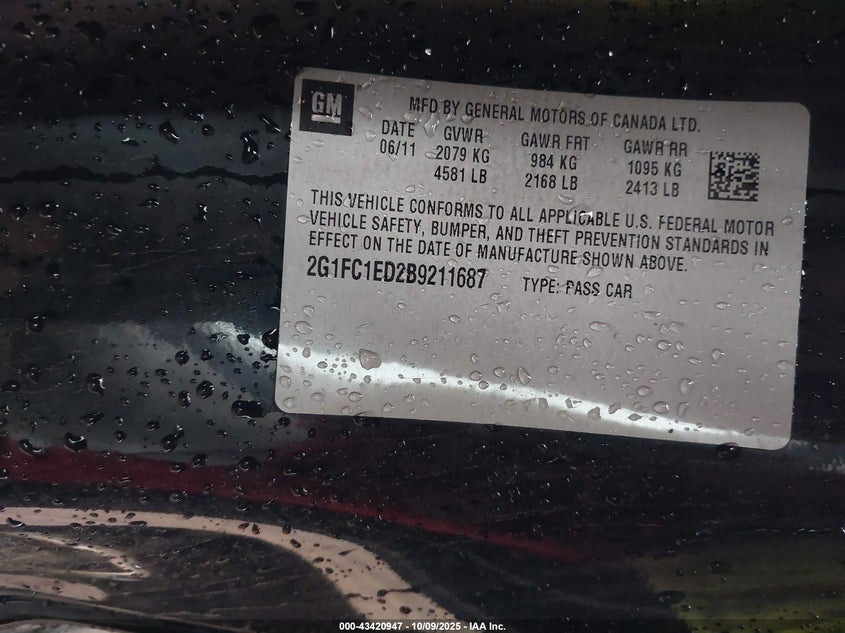 GM
MFD BY GENERAL MOTORS OF CANADA LTD.
DATE GVWR GAWR FRT GAWR RR
06/11 2079 KG 984 KG 1095 KG
4581 LB 2168 LB 2413 LB
THIS VEHICLE CONFORMS TO ALL APPLICABLE U.S. FEDERAL MOTOR
VEHICLE SAFETY, BUMPER, AND THEFT PREVENTION STANDARDS IN
EFFECT ON THE DATE OF MANUFACTURE SHOWN ABOVE.
2G1FC1ED2B9211687 TYPE: PASS CAR
000-43420947 - 10/09/2025 - IAA Inc.